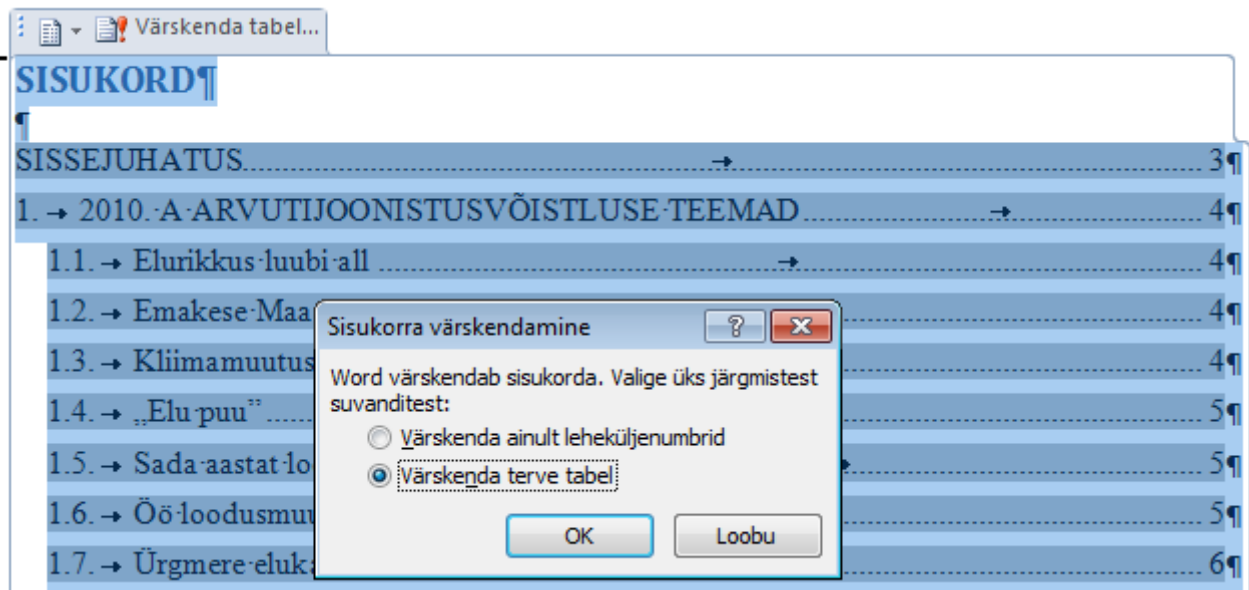 Värskenda tabel...
SISUKORD¶
¶
SISSEJUHATUS............→............ 3¶
1.→2010.·A·ARVUTIJOONISTUSVÕISTLUSE·TEEMAD............→............ 4¶
1.1.→Elurikkus·luubi·all............→............ 4¶
1.2.→Emakese·Maa ............ 4¶
1.3.→Kliimamuutus ............ 4¶
1.4.→„Elu·puu”............ 5¶
1.5.→Sada·aastat· ............ 5¶
1.6.→Öö· ............ 5¶
1.7.→Ürgmere· ............ 6¶
Sisukorra värskendamine
Word värskendab sisukorda. Valige üks järgmistest
suvanditest:
Värskenda ainult leheküljenumbrid
Värskenda terve tabel
OK Loobu